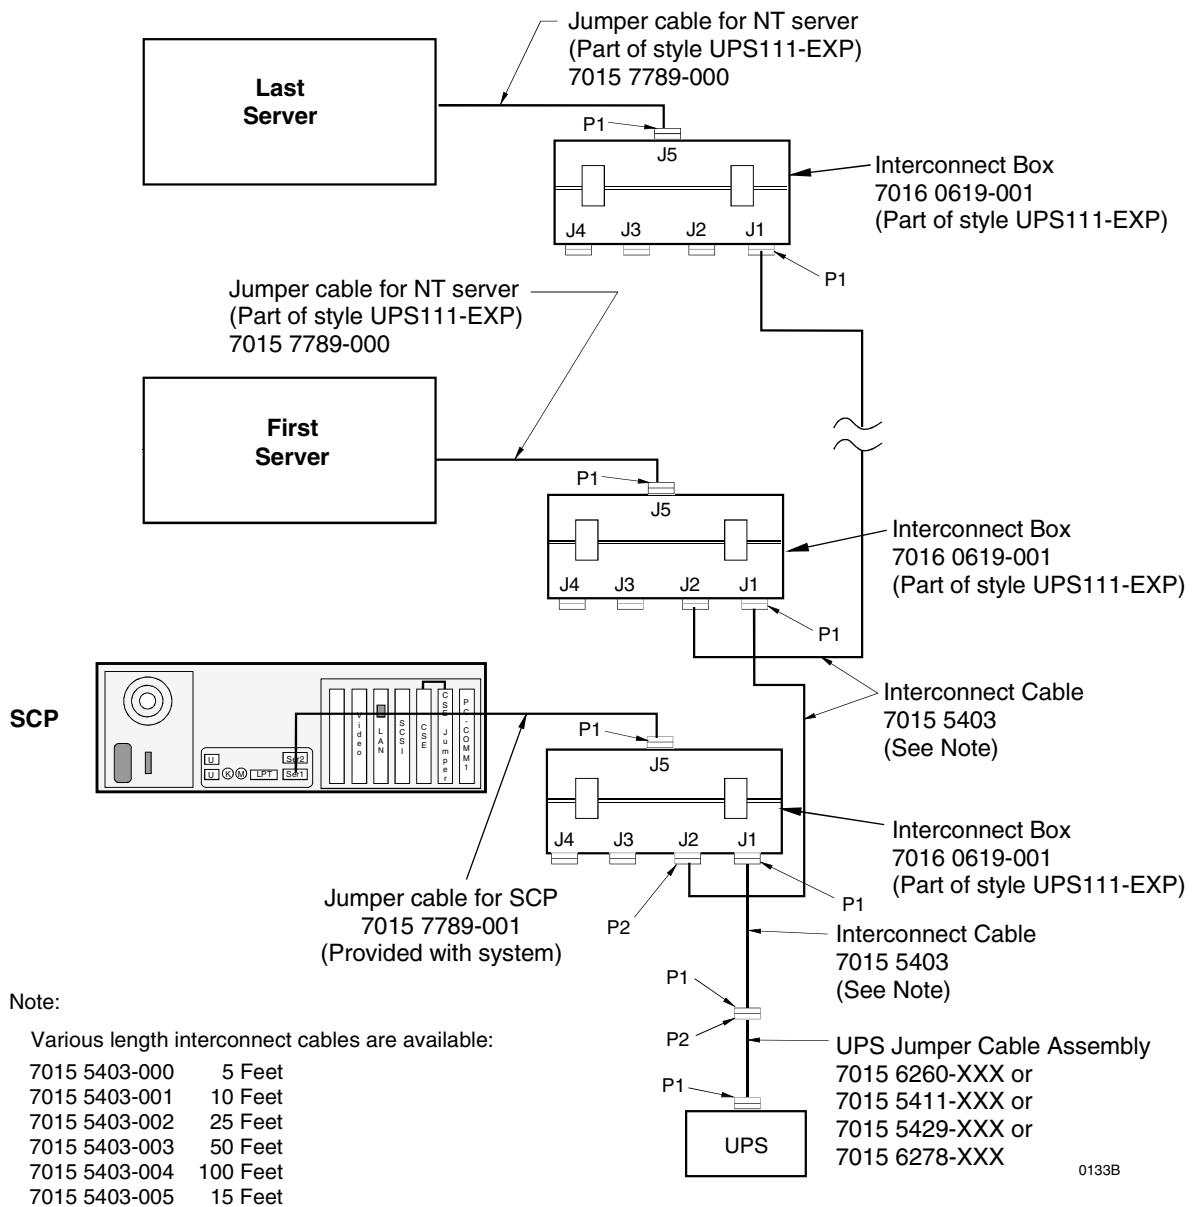 Jumper cable for NT server
(Part of style UPS111-EXP)
7015 7789-000
Last
Server
P1
J5
Interconnect Box
7016 0619-001
(Part of style UPS111-EXP)
J4 J3 J2 J1
P1
Jumper cable for NT server
(Part of style UPS111-EXP)
7015 7789-000
First
Server
P1
J5
Interconnect Box
7016 0619-001
(Part of style UPS111-EXP)
J4 J3 J2 J1
P1
Interconnect Cable
7015 5403
(See Note)
SCP
Video
LAN
SCSI
CSE
CSE Jumper
PC-COMM1
U Ser2
U K M LPT Ser1
P1
J5
Interconnect Box
7016 0619-001
(Part of style UPS111-EXP)
J4 J3 J2 J1
P1
P2
Jumper cable for SCP
7015 7789-001
(Provided with system)
Interconnect Cable
7015 5403
(See Note)
P1
P2
UPS Jumper Cable Assembly
7015 6260-XXX or
7015 5411-XXX or
7015 5429-XXX or
7015 6278-XXX
P1
UPS
0133B
Note:
Various length interconnect cables are available:
7015 5403-000 5 Feet
7015 5403-001 10 Feet
7015 5403-002 25 Feet
7015 5403-003 50 Feet
7015 5403-004 100 Feet
7015 5403-005 15 Feet